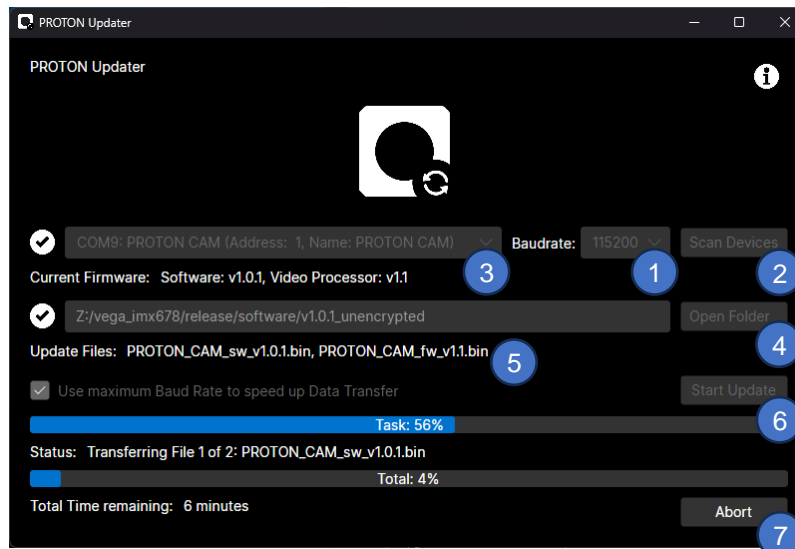 PROTON Updater
PROTON Updater
COM9: PROTON CAM (Address: 1, Name: PROTON CAM) Baudrate: 115200 Scan Devices
3 1 2
Current Firmware: Software: v1.0.1, Video Processor: v1.1
Z:/vega_imx678/release/software/v1.0.1_unencrypted Open Folder
4
Update Files: PROTON_CAM_sw_v1.0.1.bin, PROTON_CAM_fw_v1.1.bin
5
Use maximum Baud Rate to speed up Data Transfer Start Update
6
Task: 56%
Status: Transferring File 1 of 2: PROTON_CAM_sw_v1.0.1.bin
Total: 4%
Total Time remaining: 6 minutes Abort
7